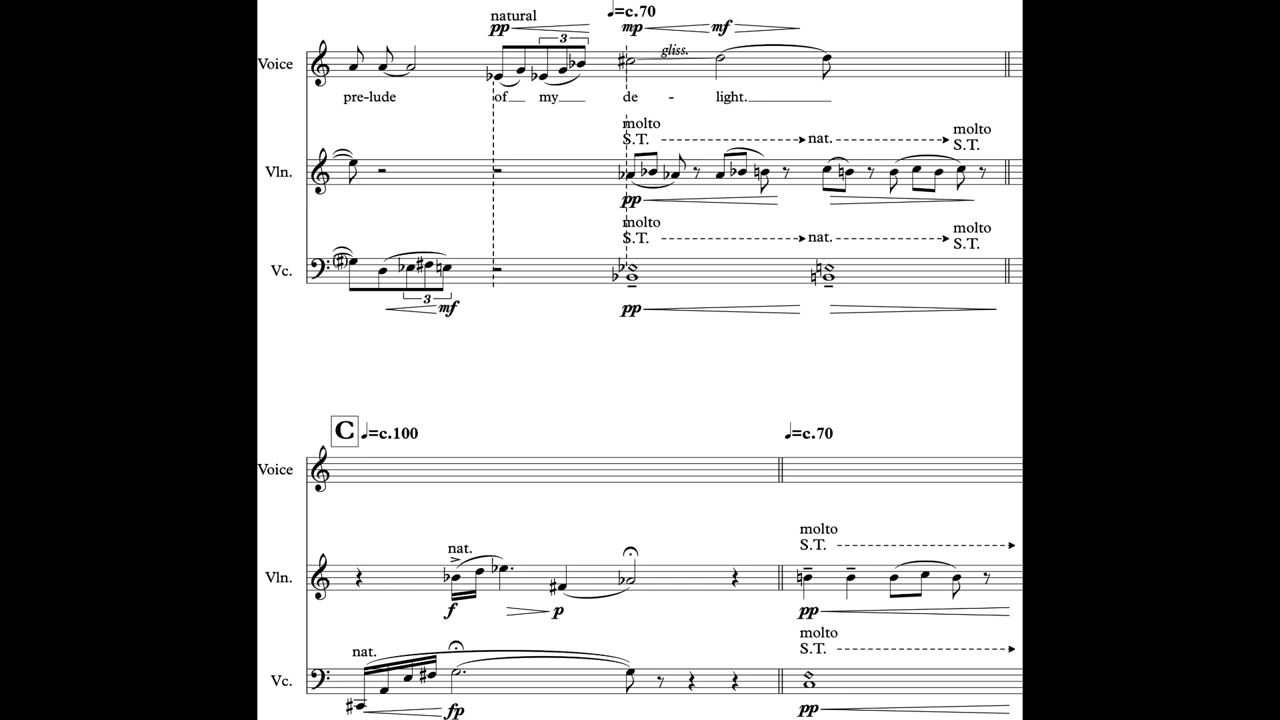 natural
♩=c.70
pp mp mf
3
gliss.
Voice
pre-lude of my de - light.
molto
S.T. nat. molto
S.T.
Vln.
pp
molto
S.T. nat. molto
S.T.
Vc.
3
mf pp
C ♩=c.100 ♩=c.70
Voice
molto
S.T.
nat.
Vln.
f p pp
molto
S.T.
nat.
Vc.
fp pp